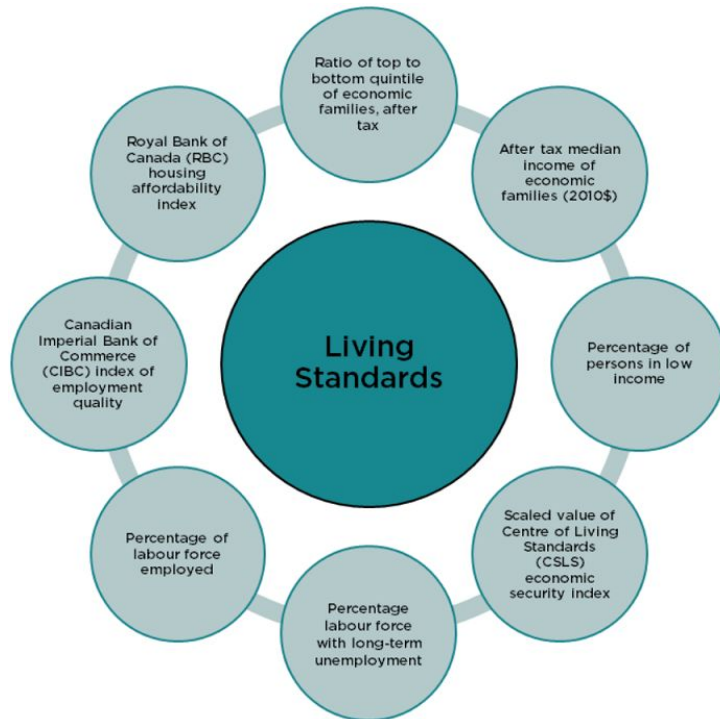 Ratio of top to
bottom quintile
of economic
families, after
tax
After tax median
income of
economic
families (2010$)
Percentage of
persons in low
income
Scaled value of
Centre of Living
Standards
(CSLS)
economic
security index
Percentage
labour force
with long-term
unemployment
Percentage of
labour force
employed
Canadian
Imperial Bank of
Commerce
(CIBC) index of
employment
quality
Royal Bank of
Canada (RBC)
housing
affordability
index
Living
Standards